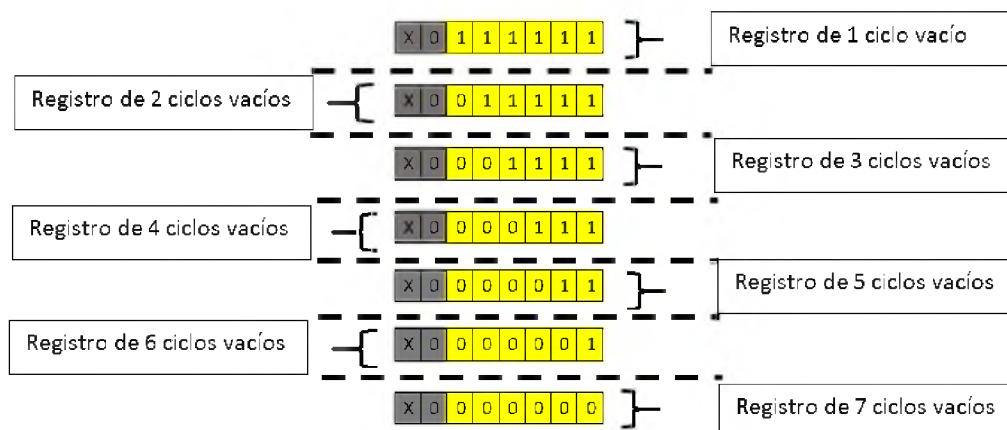 X 0 1 1 1 1 1 1
Registro de 1 ciclo vacío
Registro de 2 ciclos vacíos
X 0 0 1 1 1 1 1
X 0 0 0 1 1 1 1
Registro de 3 ciclos vacíos
Registro de 4 ciclos vacíos
X 0 0 0 0 1 1 1
X 0 0 0 0 0 1 1
Registro de 5 ciclos vacíos
Registro de 6 ciclos vacíos
X 0 0 0 0 0 0 1
X 0 0 0 0 0 0 0
Registro de 7 ciclos vacíos